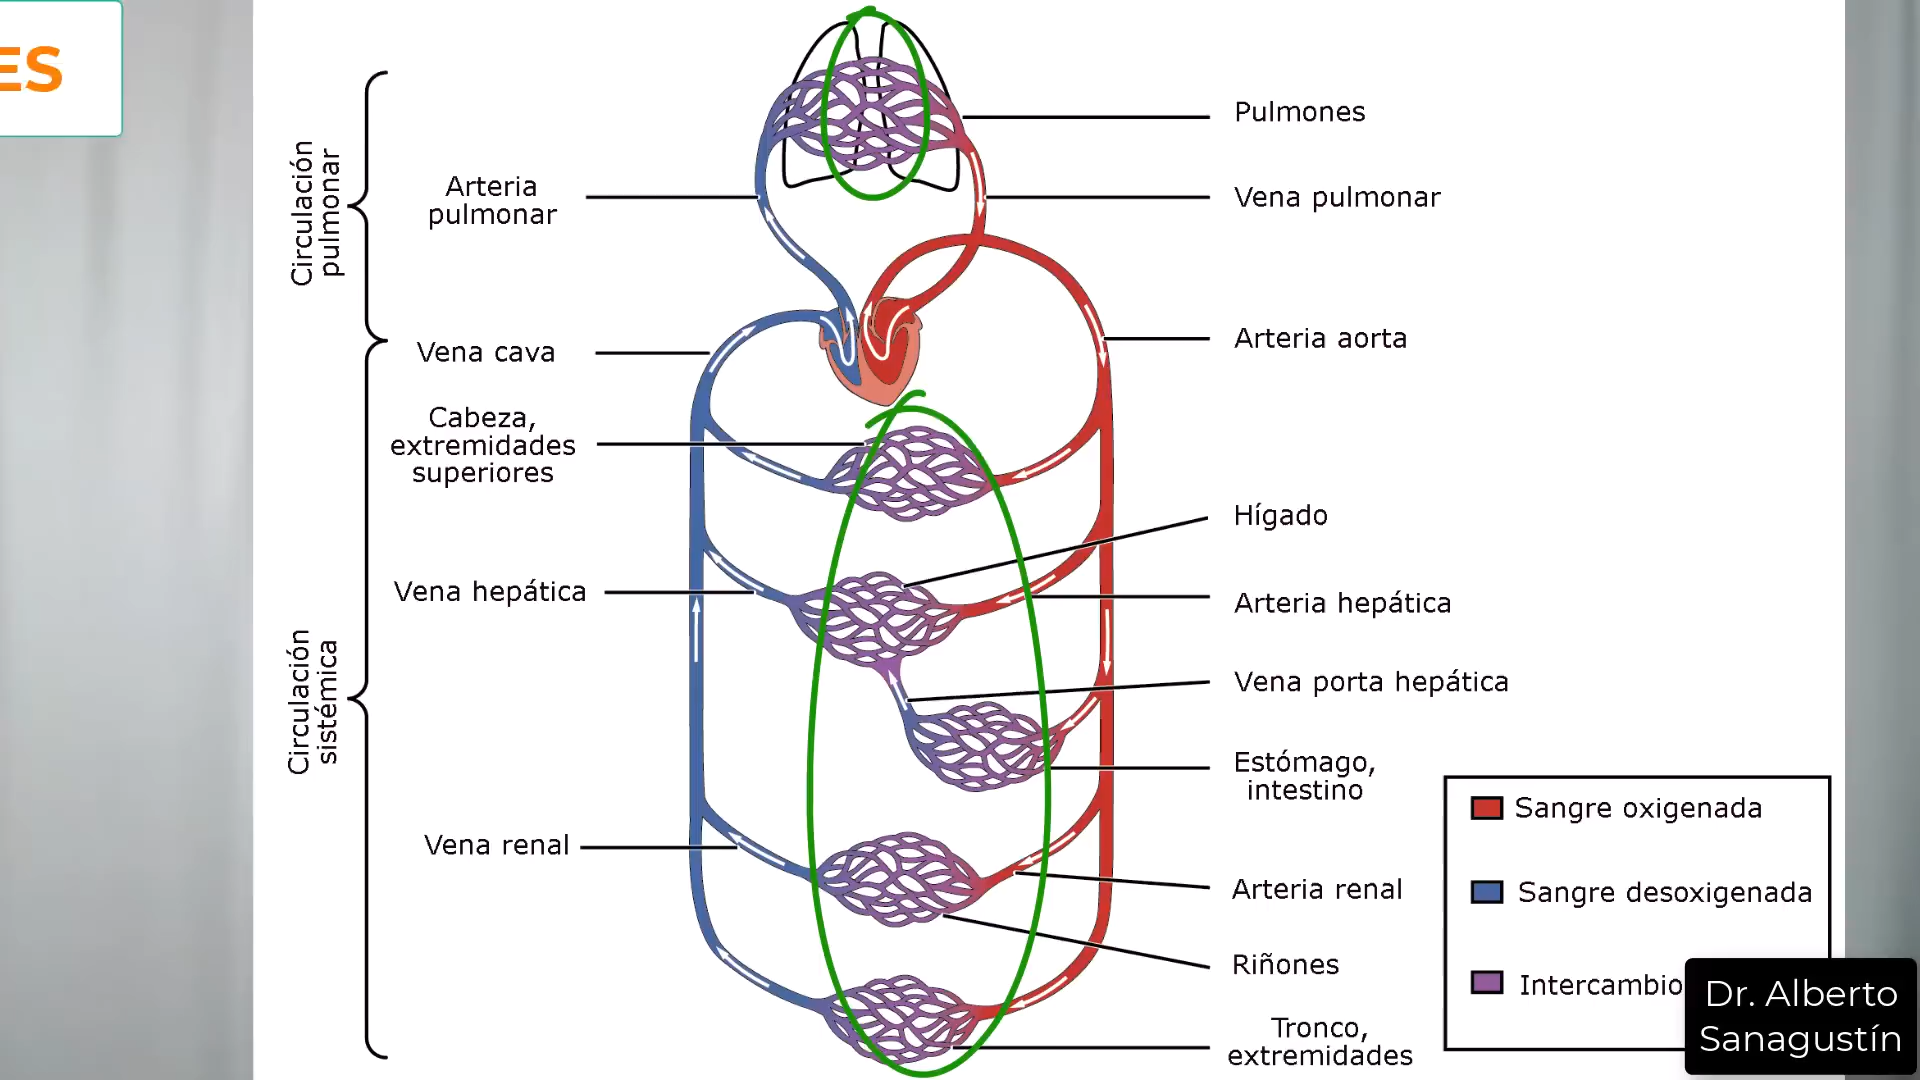 ES
Circulación
pulmonar
Arteria
pulmonar
Vena cava
Cabeza,
extremidades
superiores
Vena hepática
Circulación
sistémica
Vena renal
Pulmones
Vena pulmonar
Arteria aorta
Hígado
Arteria hepática
Vena porta hepática
Estómago,
intestino
Arteria renal
Riñones
Tronco,
extremidades
Sangre oxigenada
Sangre desoxigenada
Intercambio
Dr. Alberto
Sanagustín